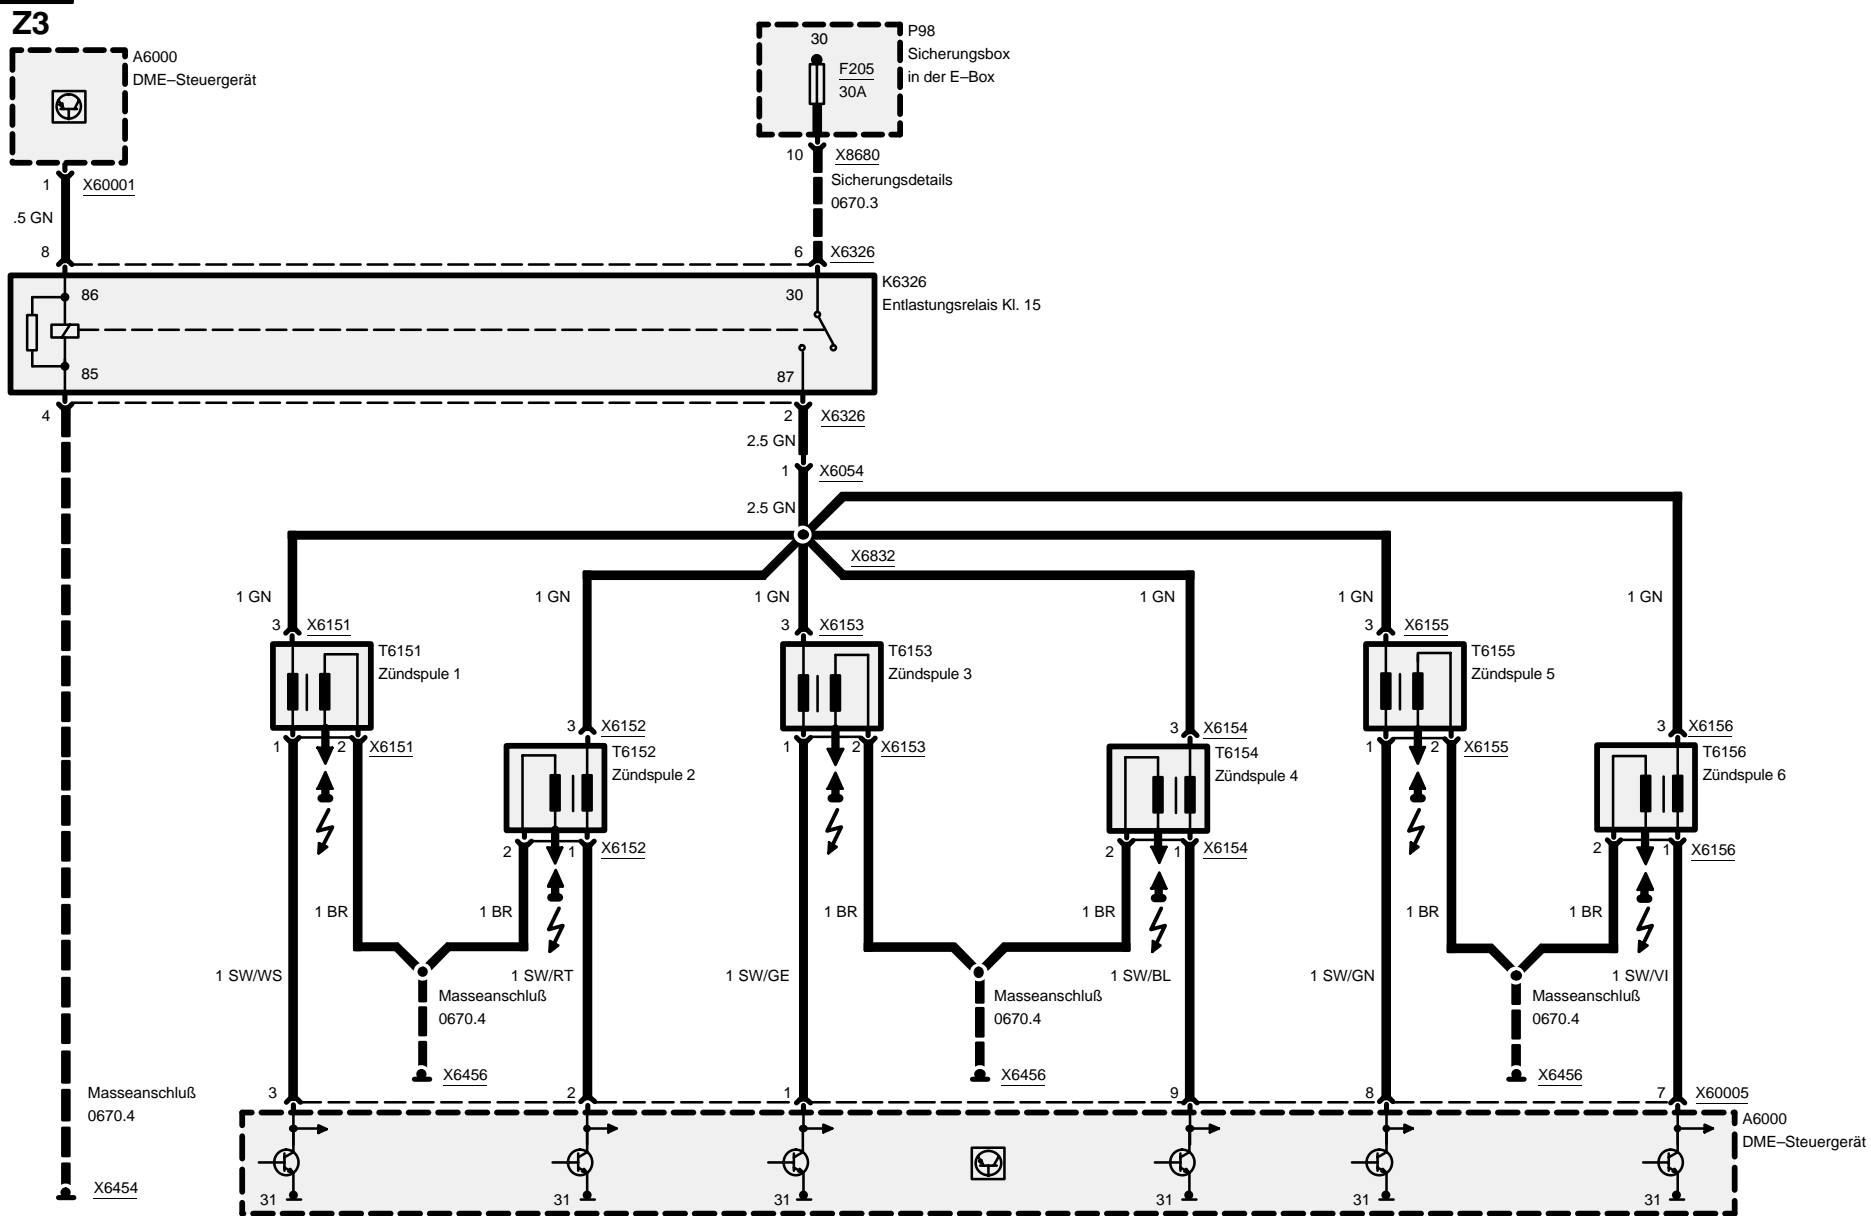 Z3
A6000
DME–Steuergerät
30
F205
30A
P98
Sicherungsbox
in der E–Box
1 X60001
10 X8680
Sicherungsdetails
0670.3
.5 GN
8
6 X6326
K6326
Entlastungsrelais Kl. 15
86
30
85
87
4
2 X6326
2.5 GN
1 X6054
2.5 GN
X6832
1 GN
1 GN
1 GN
1 GN
1 GN
1 GN
3 X6151
3 X6153
3 X6155
T6151
Zündspule 1
T6153
Zündspule 3
T6155
Zündspule 5
3 X6152
3 X6154
3 X6156
1 2 X6151
1 2 X6153
1 2 X6155
T6152
Zündspule 2
T6154
Zündspule 4
T6156
Zündspule 6
2 1 X6152
2 1 X6154
2 1 X6156
1 BR
1 BR
1 BR
1 BR
1 BR
1 BR
1 SW/WS
1 SW/RT
1 SW/GE
1 SW/BL
1 SW/GN
1 SW/VI
Masseanschluß
0670.4
Masseanschluß
0670.4
Masseanschluß
0670.4
X6456
X6456
X6456
Masseanschluß
0670.4
3
2
1
9
8
7 X60005
A6000
DME–Steuergerät
X6454
31
31
31
31
31
31